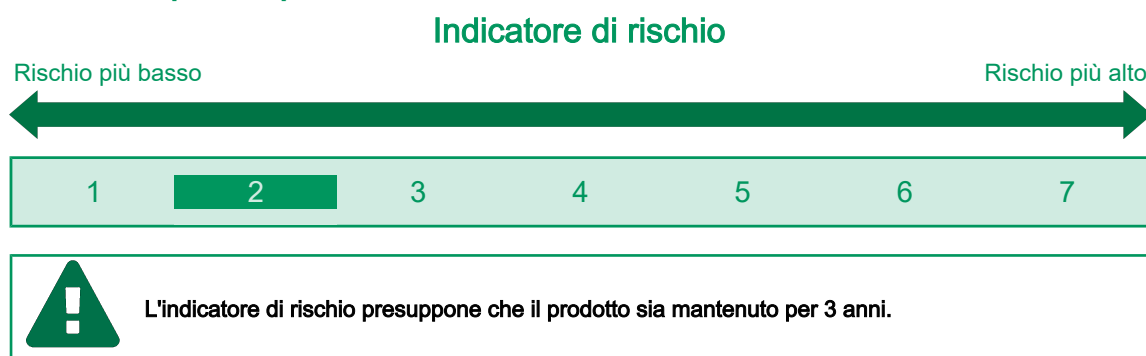 Indicatore di rischio
Rischio più basso Rischio più alto
1 2 3 4 5 6 7
L'indicatore di rischio presuppone che il prodotto sia mantenuto per 3 anni.